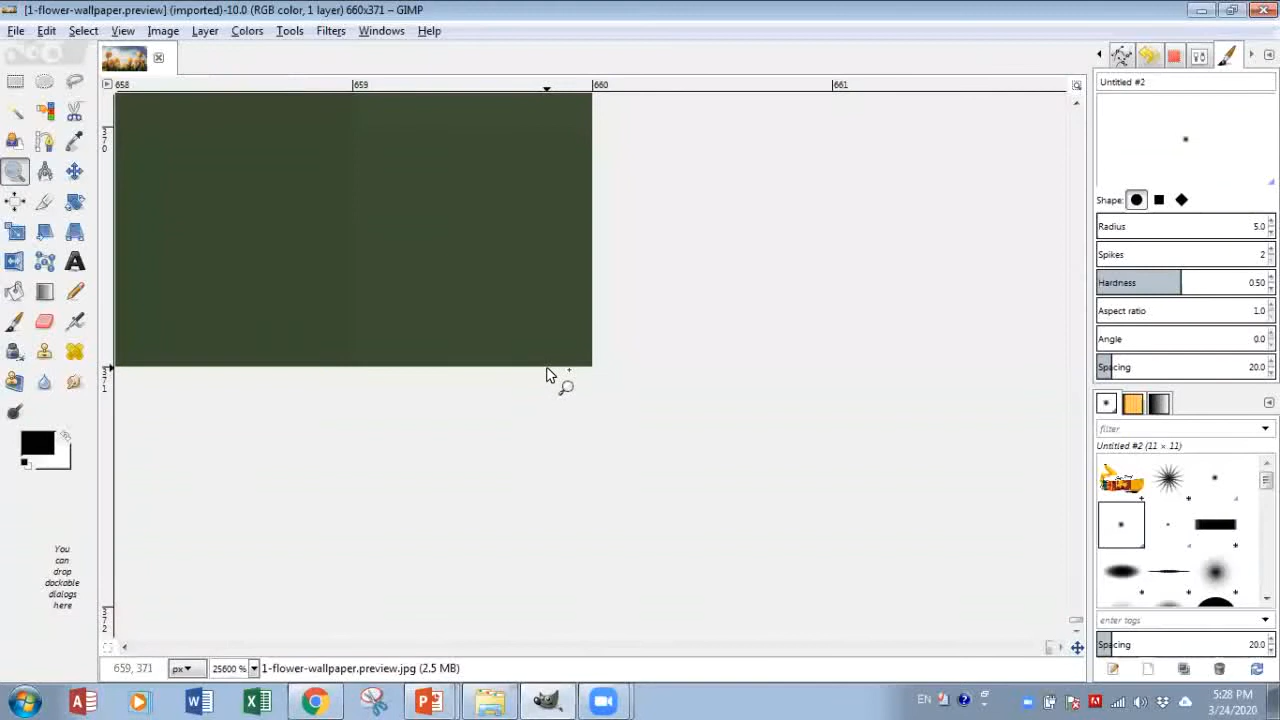 [1-flower-wallpaper.preview] (imported)-10.0 (RGB color, 1 layer) 660x371 – GIMP
File Edit Select View Image Layer Colors Tools Filters Windows Help
658 659 660 661
370
371
372
You
can
drop
dockable
dialogs
here
659, 371 px 25600 % 1-flower-wallpaper.preview.jpg (2.5 MB)
Untitled #2
Shape:
Radius 5.0
Spikes 2
Hardness 0.50
Aspect ratio 1.0
Angle 0.0
Spacing 20.0
filter
Untitled #2 (11 × 11)
enter tags
Spacing 20.0
EN
5:28 PM
3/24/2020